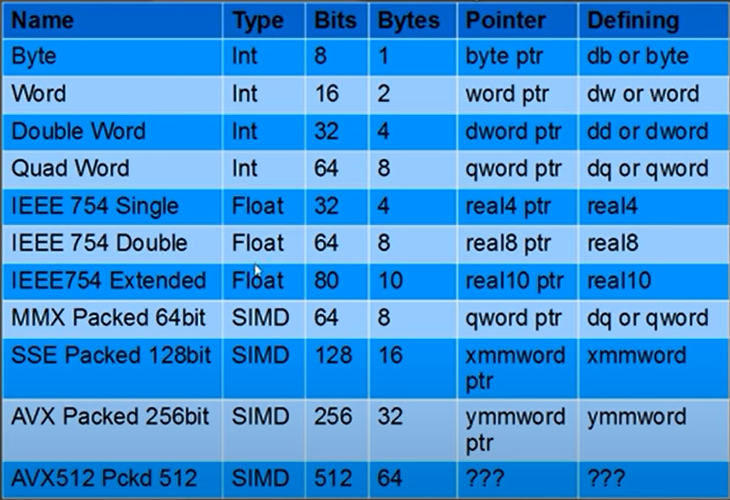 Name Type Bits Bytes Pointer Defining
Byte Int 8 1 byte ptr db or byte
Word Int 16 2 word ptr dw or word
Double Word Int 32 4 dword ptr dd or dword
Quad Word Int 64 8 qword ptr dq or qword
IEEE 754 Single Float 32 4 real4 ptr real4
IEEE 754 Double Float 64 8 real8 ptr real8
IEEE754 Extended Float 80 10 real10 ptr real10
MMX Packed 64bit SIMD 64 8 qword ptr dq or qword
SSE Packed 128bit SIMD 128 16 xmmword xmmword
ptr
AVX Packed 256bit SIMD 256 32 ymmword ymmword
ptr
AVX512 Pckd 512 SIMD 512 64 ??? ???